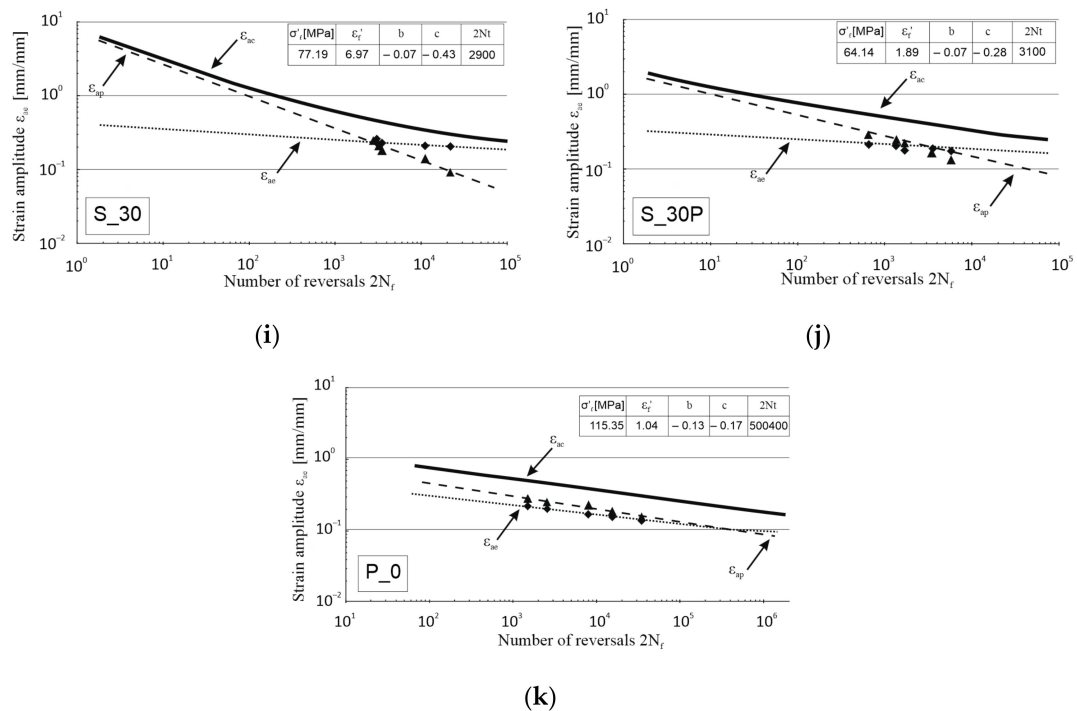 σ'f[MPa] εf' b c 2Nt
77.19 6.97 – 0.07 – 0.43 2900
εac
εap
εae
Strain amplitude εac [mm/mm]
10¹
10⁰
10⁻¹
10⁻²
S_30
10⁰ 10¹ 10² 10³ 10⁴ 10⁵
Number of reversals 2Nf
(i)
σ'f[MPa] εf' b c 2Nt
64.14 1.89 – 0.07 – 0.28 3100
εac
εae
εap
Strain amplitude εac [mm/mm]
10¹
10⁰
10⁻¹
10⁻²
S_30P
10⁰ 10¹ 10² 10³ 10⁴ 10⁵
Number of reversals 2Nf
(j)
σ'f[MPa] εf' b c 2Nt
115.35 1.04 – 0.13 – 0.17 500400
εac
εae
εap
Strain amplitude εac [mm/mm]
10¹
10⁰
10⁻¹
10⁻²
P_0
10¹ 10² 10³ 10⁴ 10⁵ 10⁶
Number of reversals 2Nf
(k)